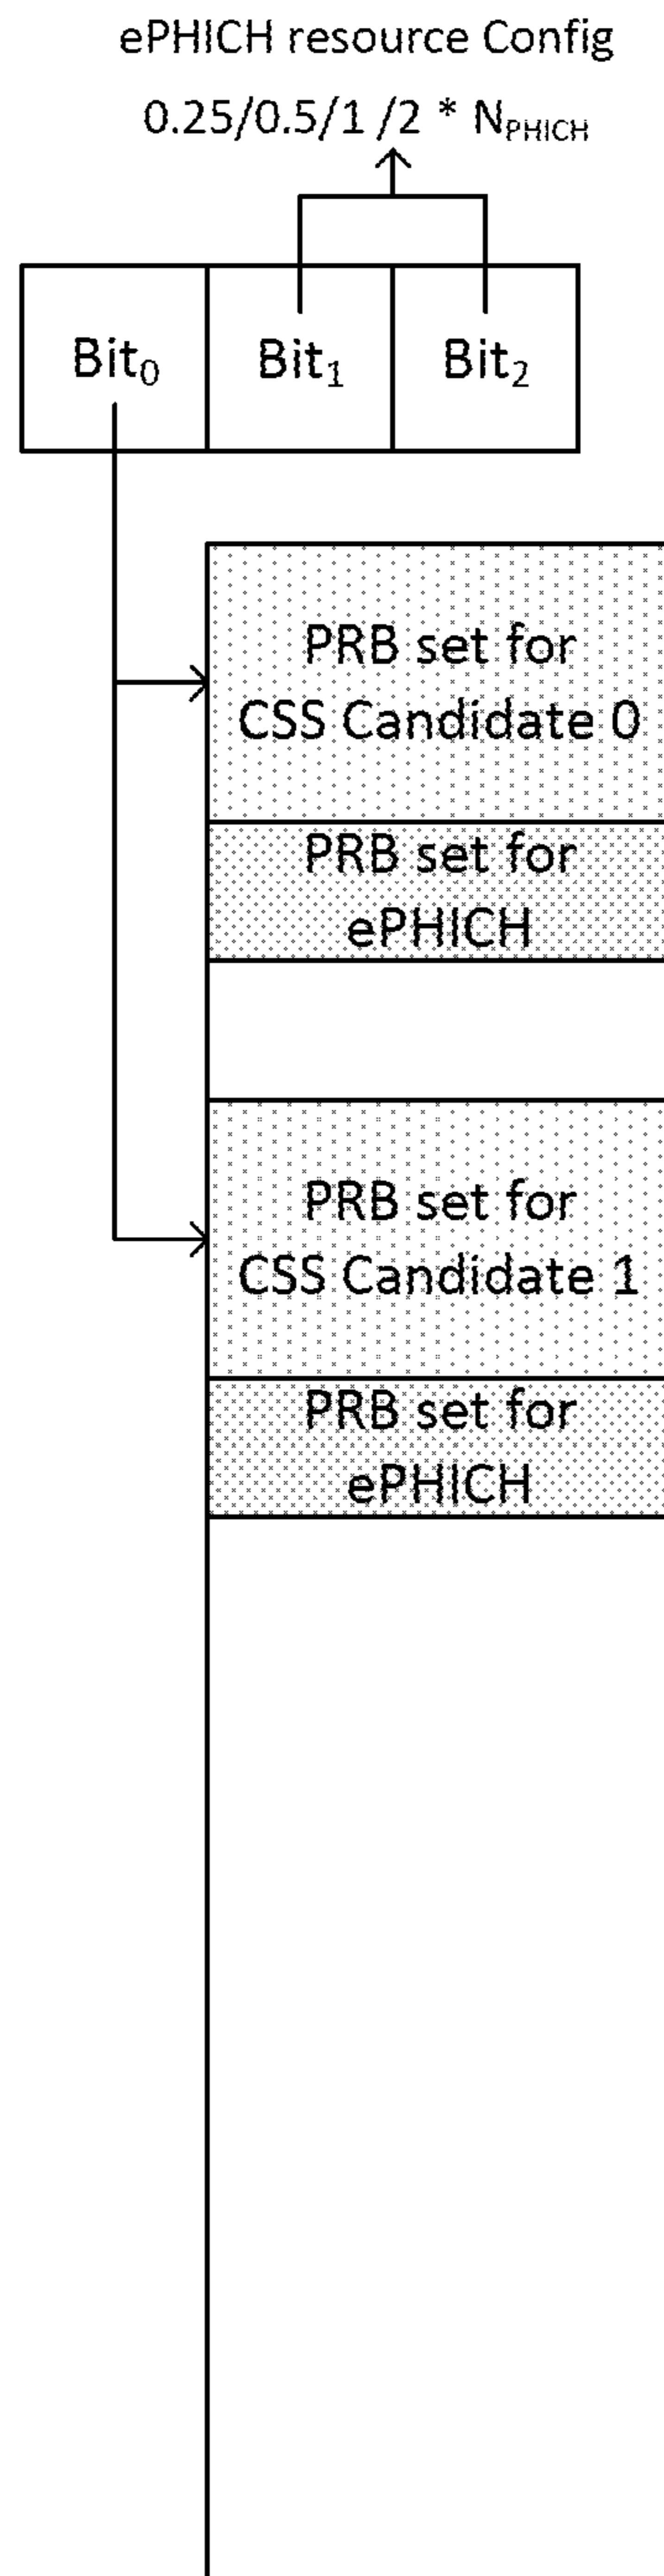 ePHICH resource Config
0.25/0.5/1 /2 * N_PHICH
Bit₀ Bit₁ Bit₂
PRB set for
CSS Candidate 0
PRB set for
ePHICH
PRB set for
CSS Candidate 1
PRB set for
ePHICH